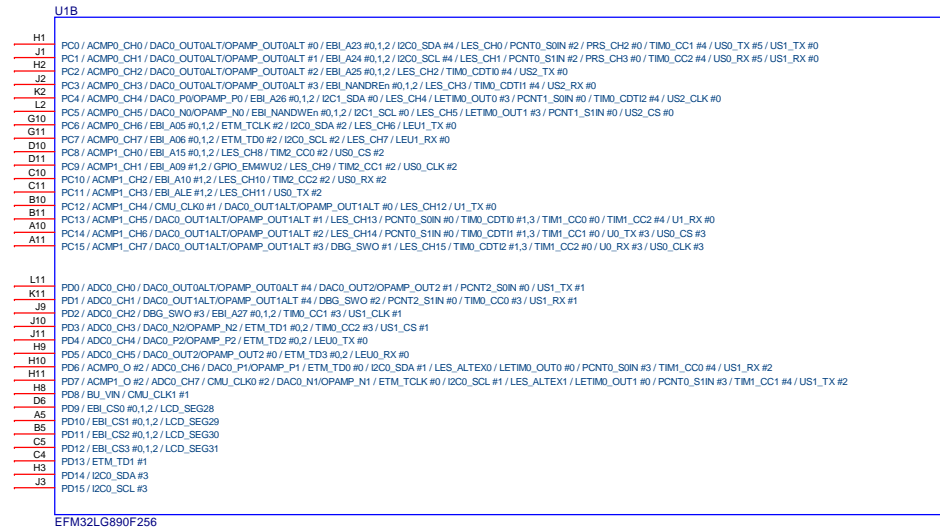 U1B
H1
PC0 / ACMP0_CH0 / DAC0_OUT0ALT/OPAMP_OUT0ALT #0 / EBI_A23 #0,1,2 / I2C0_SDA #4 / LES_CH0 / PCNT0_S0IN #2 / PRS_CH2 #0 / TIM0_CC1 #4 / US0_TX #5 / US1_TX #0
J1
PC1 / ACMP0_CH1 / DAC0_OUT0ALT/OPAMP_OUT0ALT #1 / EBI_A24 #0,1,2 / I2C0_SCL #4 / LES_CH1 / PCNT0_S1IN #2 / PRS_CH3 #0 / TIM0_CC2 #4 / US0_RX #5 / US1_RX #0
H2
PC2 / ACMP0_CH2 / DAC0_OUT0ALT/OPAMP_OUT0ALT #2 / EBI_A25 #0,1,2 / LES_CH2 / TIM0_CDTI0 #4 / US2_TX #0
J2
PC3 / ACMP0_CH3 / DAC0_OUT0ALT/OPAMP_OUT0ALT #3 / EBI_NANDREn #0,1,2 / LES_CH3 / TIM0_CDTI1 #4 / US2_RX #0
K2
PC4 / ACMP0_CH4 / DAC0_P0/OPAMP_P0 / EBI_A26 #0,1,2 / I2C1_SDA #0 / LES_CH4 / LETIM0_OUT0 #3 / PCNT1_S0IN #0 / TIM0_CDTI2 #4 / US2_CLK #0
L2
PC5 / ACMP0_CH5 / DAC0_N0/OPAMP_N0 / EBI_NANDWEn #0,1,2 / I2C1_SCL #0 / LES_CH5 / LETIM0_OUT1 #3 / PCNT1_S1IN #0 / US2_CS #0
G10
PC6 / ACMP0_CH6 / EBI_A05 #0,1,2 / ETM_TCLK #2 / I2C0_SDA #2 / LES_CH6 / LEU1_TX #0
G11
PC7 / ACMP0_CH7 / EBI_A06 #0,1,2 / ETM_TD0 #2 / I2C0_SCL #2 / LES_CH7 / LEU1_RX #0
D10
PC8 / ACMP1_CH0 / EBI_A15 #0,1,2 / LES_CH8 / TIM2_CC0 #2 / US0_CS #2
D11
PC9 / ACMP1_CH1 / EBI_A09 #1,2 / GPIO_EM4WU2 / LES_CH9 / TIM2_CC1 #2 / US0_CLK #2
C10
PC10 / ACMP1_CH2 / EBI_A10 #1,2 / LES_CH10 / TIM2_CC2 #2 / US0_RX #2
C11
PC11 / ACMP1_CH3 / EBI_ALE #1,2 / LES_CH11 / US0_TX #2
B10
PC12 / ACMP1_CH4 / CMU_CLK0 #1 / DAC0_OUT1ALT/OPAMP_OUT1ALT #0 / LES_CH12 / U1_TX #0
B11
PC13 / ACMP1_CH5 / DAC0_OUT1ALT/OPAMP_OUT1ALT #1 / LES_CH13 / PCNT0_S0IN #0 / TIM0_CDTI0 #1,3 / TIM1_CC0 #0 / TIM1_CC2 #4 / U1_RX #0
A10
PC14 / ACMP1_CH6 / DAC0_OUT1ALT/OPAMP_OUT1ALT #2 / LES_CH14 / PCNT0_S1IN #0 / TIM0_CDTI1 #1,3 / TIM1_CC1 #0 / U0_TX #3 / US0_CS #3
A11
PC15 / ACMP1_CH7 / DAC0_OUT1ALT/OPAMP_OUT1ALT #3 / DBG_SWO #1 / LES_CH15 / TIM0_CDTI2 #1,3 / TIM1_CC2 #0 / U0_RX #3 / US0_CLK #3
L11
PD0 / ADC0_CH0 / DAC0_OUT0ALT/OPAMP_OUT0ALT #4 / DAC0_OUT2/OPAMP_OUT2 #1 / PCNT2_S0IN #0 / US1_TX #1
K11
PD1 / ADC0_CH1 / DAC0_OUT1ALT/OPAMP_OUT1ALT #4 / DBG_SWO #2 / PCNT2_S1IN #0 / TIM0_CC0 #3 / US1_RX #1
J9
PD2 / ADC0_CH2 / DBG_SWO #3 / EBI_A27 #0,1,2 / TIM0_CC1 #3 / US1_CLK #1
J10
PD3 / ADC0_CH3 / DAC0_N2/OPAMP_N2 / ETM_TD1 #0,2 / TIM0_CC2 #3 / US1_CS #1
J11
PD4 / ADC0_CH4 / DAC0_P2/OPAMP_P2 / ETM_TD2 #0,2 / LEU0_TX #0
H9
PD5 / ADC0_CH5 / DAC0_OUT2/OPAMP_OUT2 #0 / ETM_TD3 #0,2 / LEU0_RX #0
H10
PD6 / ACMP0_O #2 / ADC0_CH6 / DAC0_P1/OPAMP_P1 / ETM_TD0 #0 / I2C0_SDA #1 / LES_ALTEX0 / LETIM0_OUT0 #0 / PCNT0_S0IN #3 / TIM1_CC0 #4 / US1_RX #2
H11
PD7 / ACMP1_O #2 / ADC0_CH7 / CMU_CLK0 #2 / DAC0_N1/OPAMP_N1 / ETM_TCLK #0 / I2C0_SCL #1 / LES_ALTEX1 / LETIM0_OUT1 #0 / PCNT0_S1IN #3 / TIM1_CC1 #4 / US1_TX #2
H8
PD8 / BU_VIN / CMU_CLK1 #1
D6
PD9 / EBI_CS0 #0,1,2 / LCD_SEG28
A5
PD10 / EBI_CS1 #0,1,2 / LCD_SEG29
B5
PD11 / EBI_CS2 #0,1,2 / LCD_SEG30
C5
PD12 / EBI_CS3 #0,1,2 / LCD_SEG31
C4
PD13 / ETM_TD1 #1
H3
PD14 / I2C0_SDA #3
J3
PD15 / I2C0_SCL #3
EFM32LG890F256